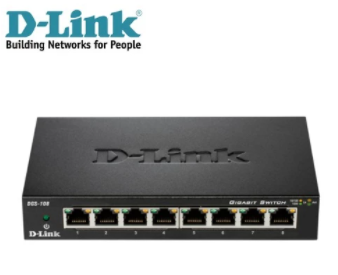 D-Link
Building Networks for People
D-Link
DGS-108
GIGABIT SWITCH
D-Link
1 2 3 4 5 6 7 8